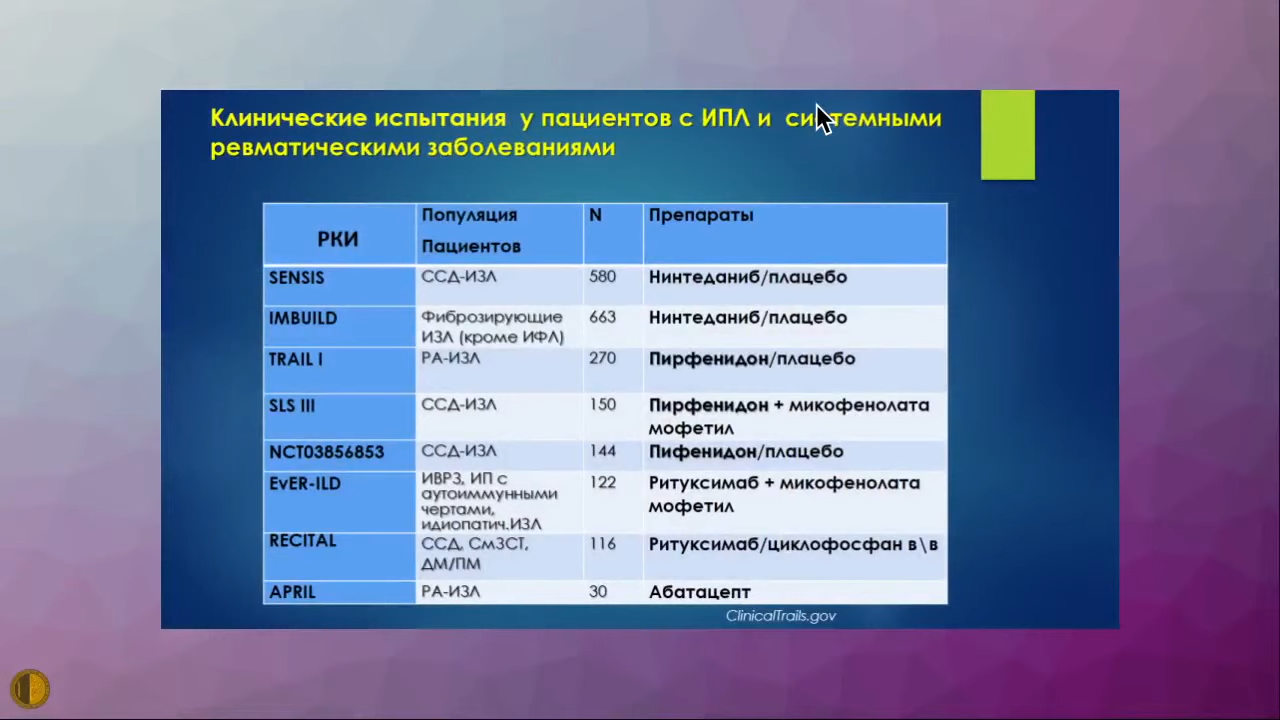 Клинические испытания у пациентов с ИПЛ и системными
ревматическими заболеваниями
РКИ
Популяция
Пациентов
N
Препараты
SENSIS
ССД-ИЗЛ
580
Нинтеданиб/плацебо
IMBUILD
Фиброзирующие
ИЗЛ (кроме ИФЛ)
663
Нинтеданиб/плацебо
TRAIL I
РА-ИЗЛ
270
Пирфенидон/плацебо
SLS III
ССД-ИЗЛ
150
Пирфенидон + микофенолата
мофетил
NCT03856853
ССД-ИЗЛ
144
Пифенидон/плацебо
EvER-ILD
ИВРЗ, ИП с
аутоиммунными
чертами,
идиопатич.ИЗЛ
122
Ритуксимаб + микофенолата
мофетил
RECITAL
ССД, СмЗСТ,
ДМ/ПМ
116
Ритуксимаб/циклофосфан в\в
APRIL
РА-ИЗЛ
30
Абатацепт
ClinicalTrails.gov